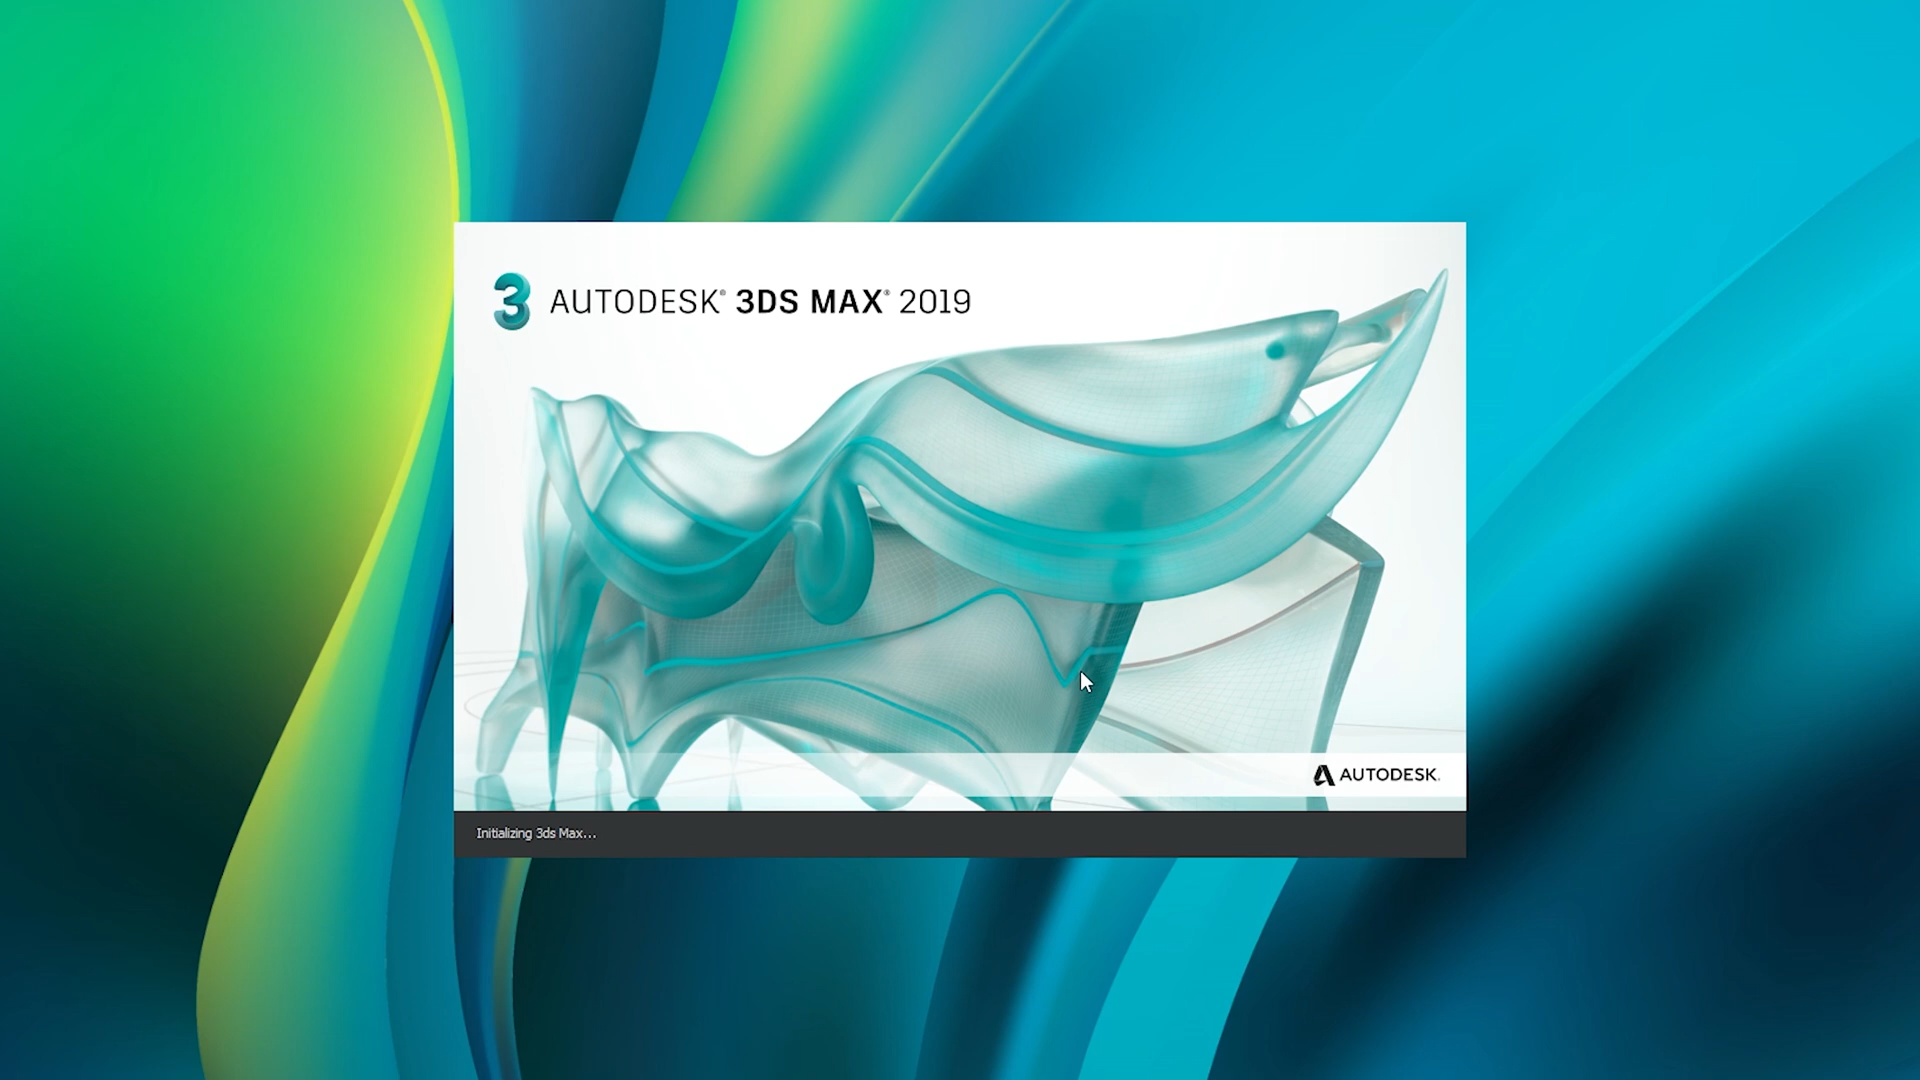 3 AUTODESK® 3DS MAX® 2019
AUTODESK.
Initializing 3ds Max...